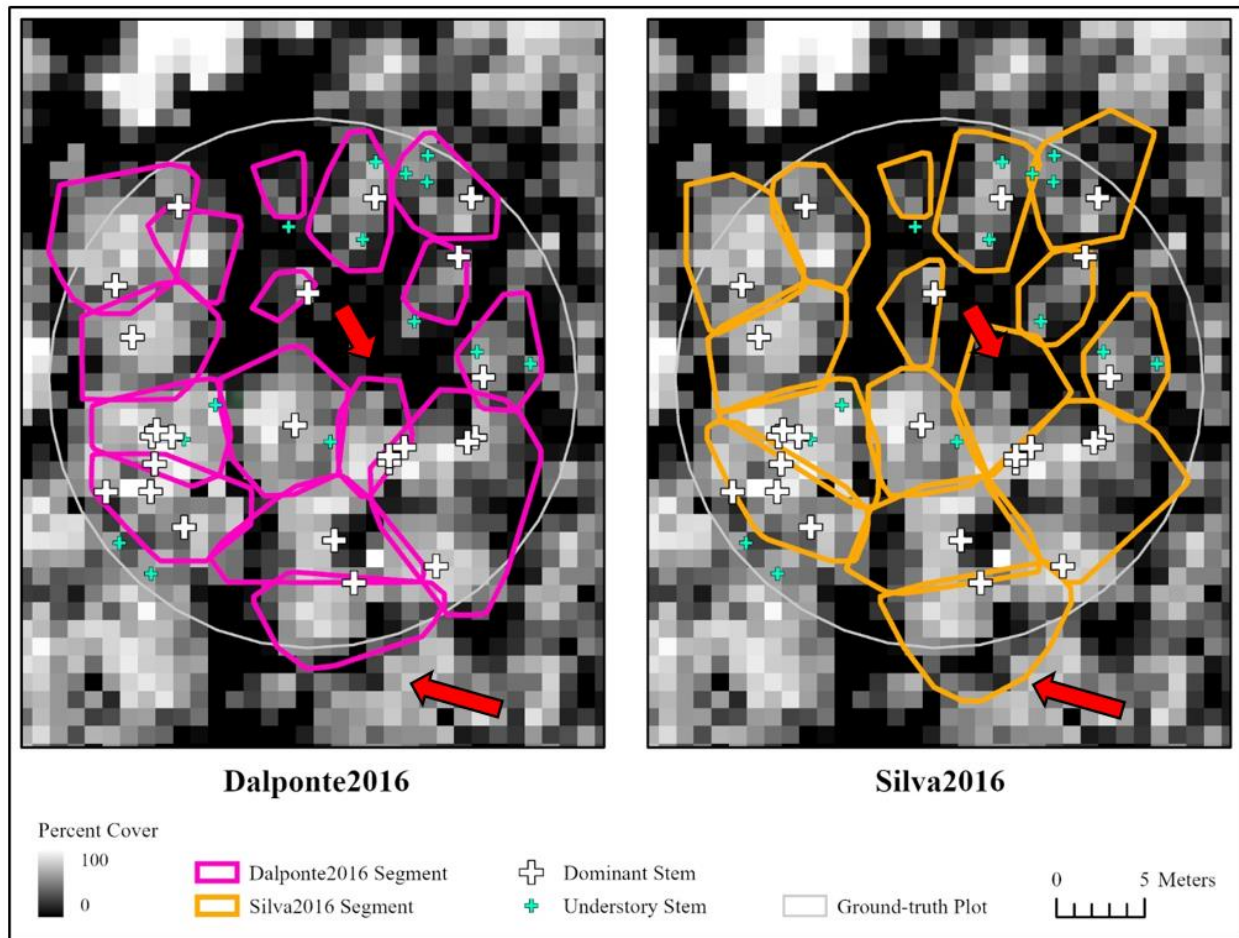 Dalponte2016
Silva2016
Percent Cover
100
0
Dalponte2016 Segment
Silva2016 Segment
Dominant Stem
Understory Stem
Ground-truth Plot
0 5 Meters